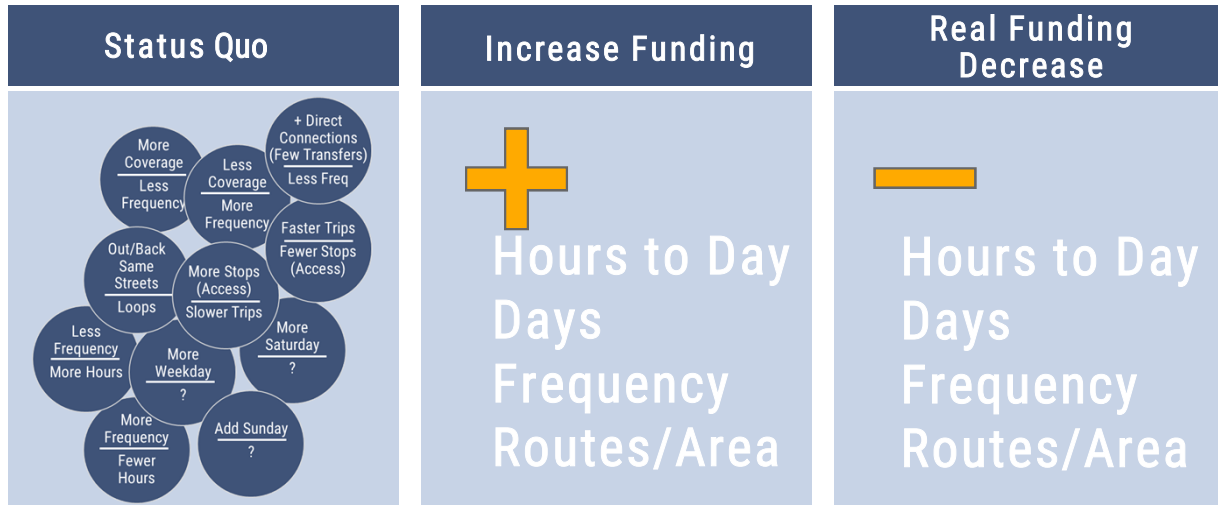 Status Quo
More
Coverage
Less
Frequency
Less
Coverage
More
Frequency
+ Direct
Connections
(Few Transfers)
Less Freq
Faster Trips
Fewer Stops
(Access)
Out/Back
Same
Streets
Loops
More Stops
(Access)
Slower Trips
Less
Frequency
More Hours
More
Weekday
?
More
Saturday
?
More
Frequency
Fewer
Hours
Add Sunday
?
Increase Funding
Hours to Day
Days
Frequency
Routes/Area
Real Funding
Decrease
Hours to Day
Days
Frequency
Routes/Area